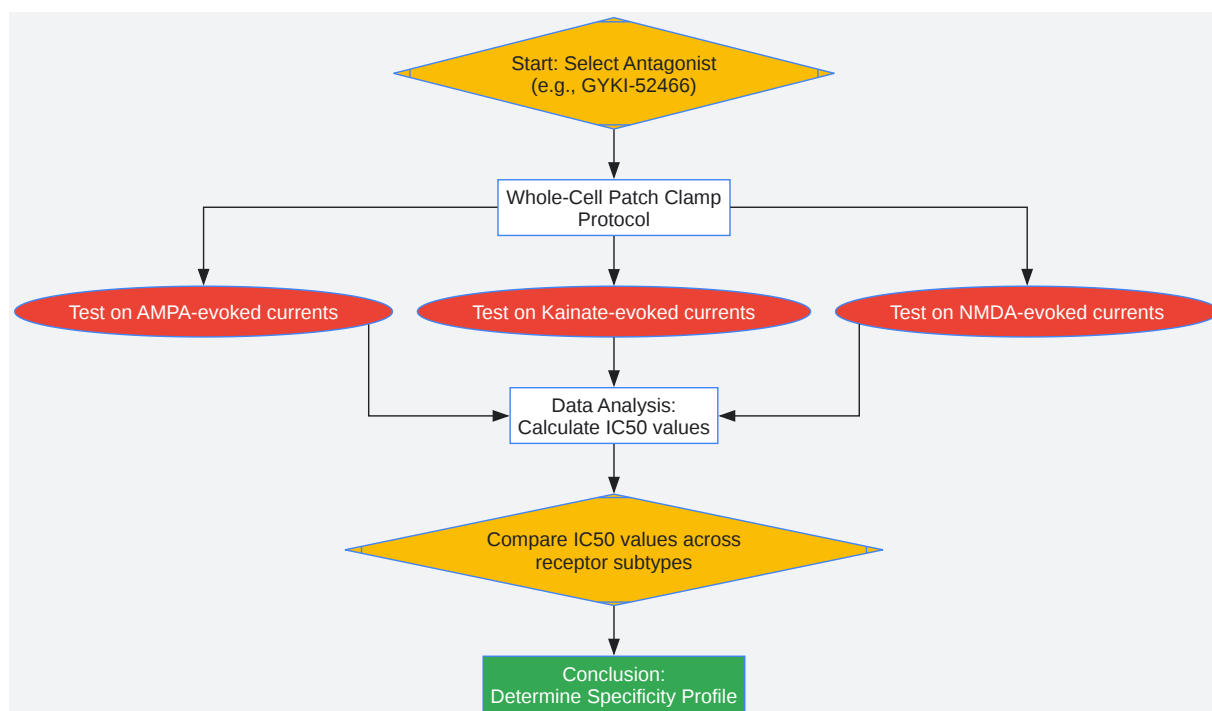 Start: Select Antagonist
(e.g., GYKI-52466)
Whole-Cell Patch Clamp
Protocol
Test on AMPA-evoked currents
Test on Kainate-evoked currents
Test on NMDA-evoked currents
Data Analysis:
Calculate IC50 values
Compare IC50 values across
receptor subtypes
Conclusion:
Determine Specificity Profile